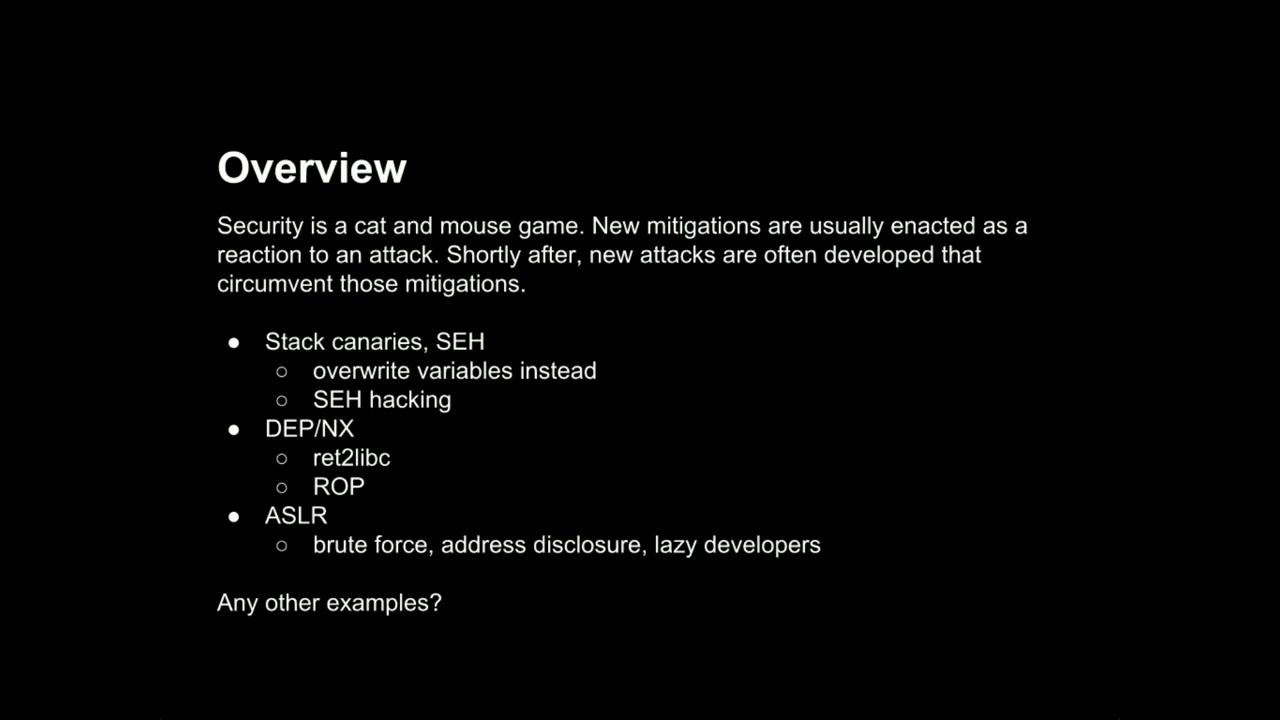 Overview
Security is a cat and mouse game. New mitigations are usually enacted as a
reaction to an attack. Shortly after, new attacks are often developed that
circumvent those mitigations.
● Stack canaries, SEH
○ overwrite variables instead
○ SEH hacking
● DEP/NX
○ ret2libc
○ ROP
● ASLR
○ brute force, address disclosure, lazy developers
Any other examples?